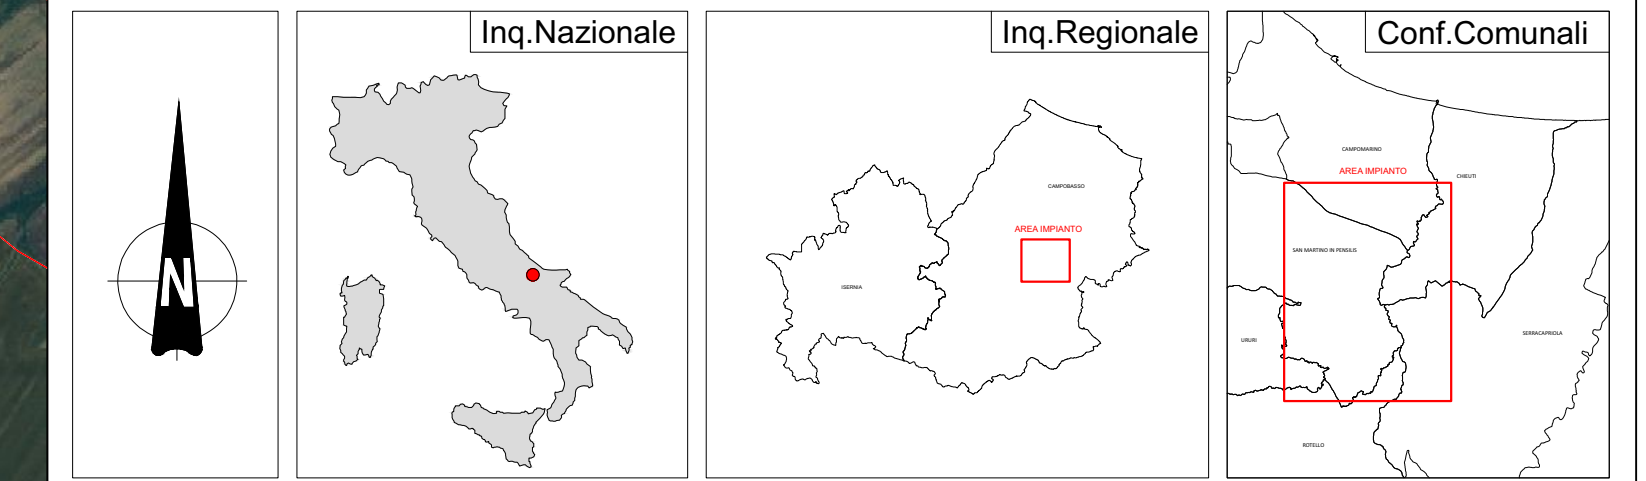 N
Inq.Nazionale
Inq.Regionale
CAMPOBASSO
AREA IMPIANTO
ISERNIA
Conf.Comunali
CAMPOMARINO
AREA IMPIANTO
CHIEUTI
SAN MARTINO IN PENSILIS
SERRACAPRIOLA
URURI
ROTELLO